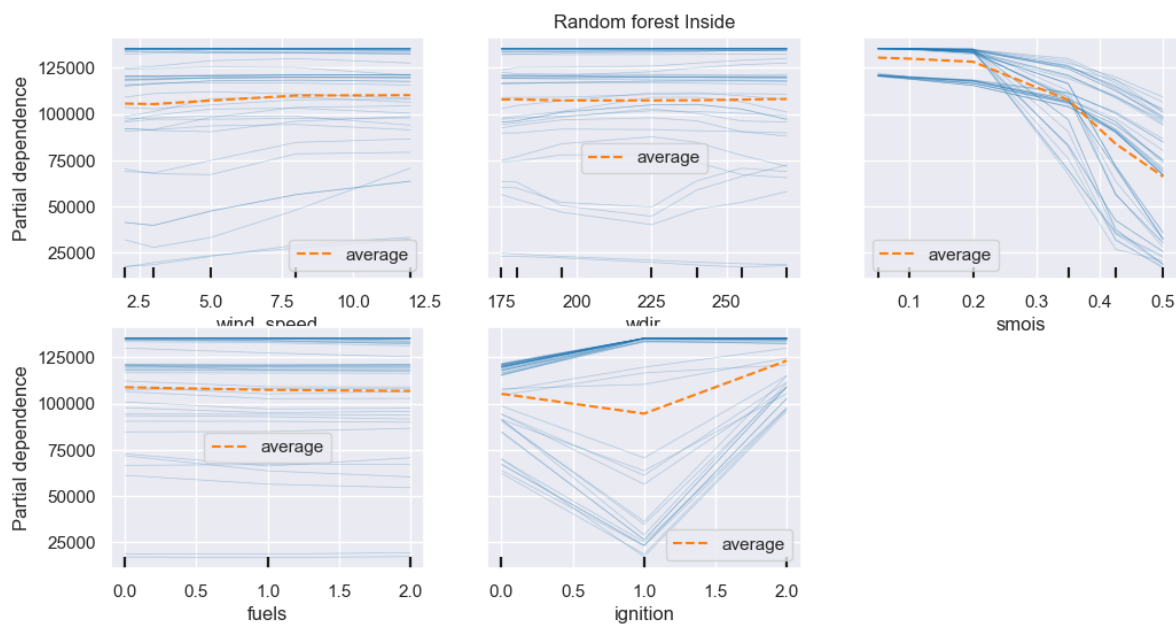 Random forest Inside
Partial dependence
125000
100000
75000
50000
25000
average
2.5 5.0 7.5 10.0 12.5
wind_speed
average
175 200 225 250
wdir
average
0.1 0.2 0.3 0.4 0.5
smois
Partial dependence
125000
100000
75000
50000
25000
average
0.0 0.5 1.0 1.5 2.0
fuels
average
0.0 0.5 1.0 1.5 2.0
ignition